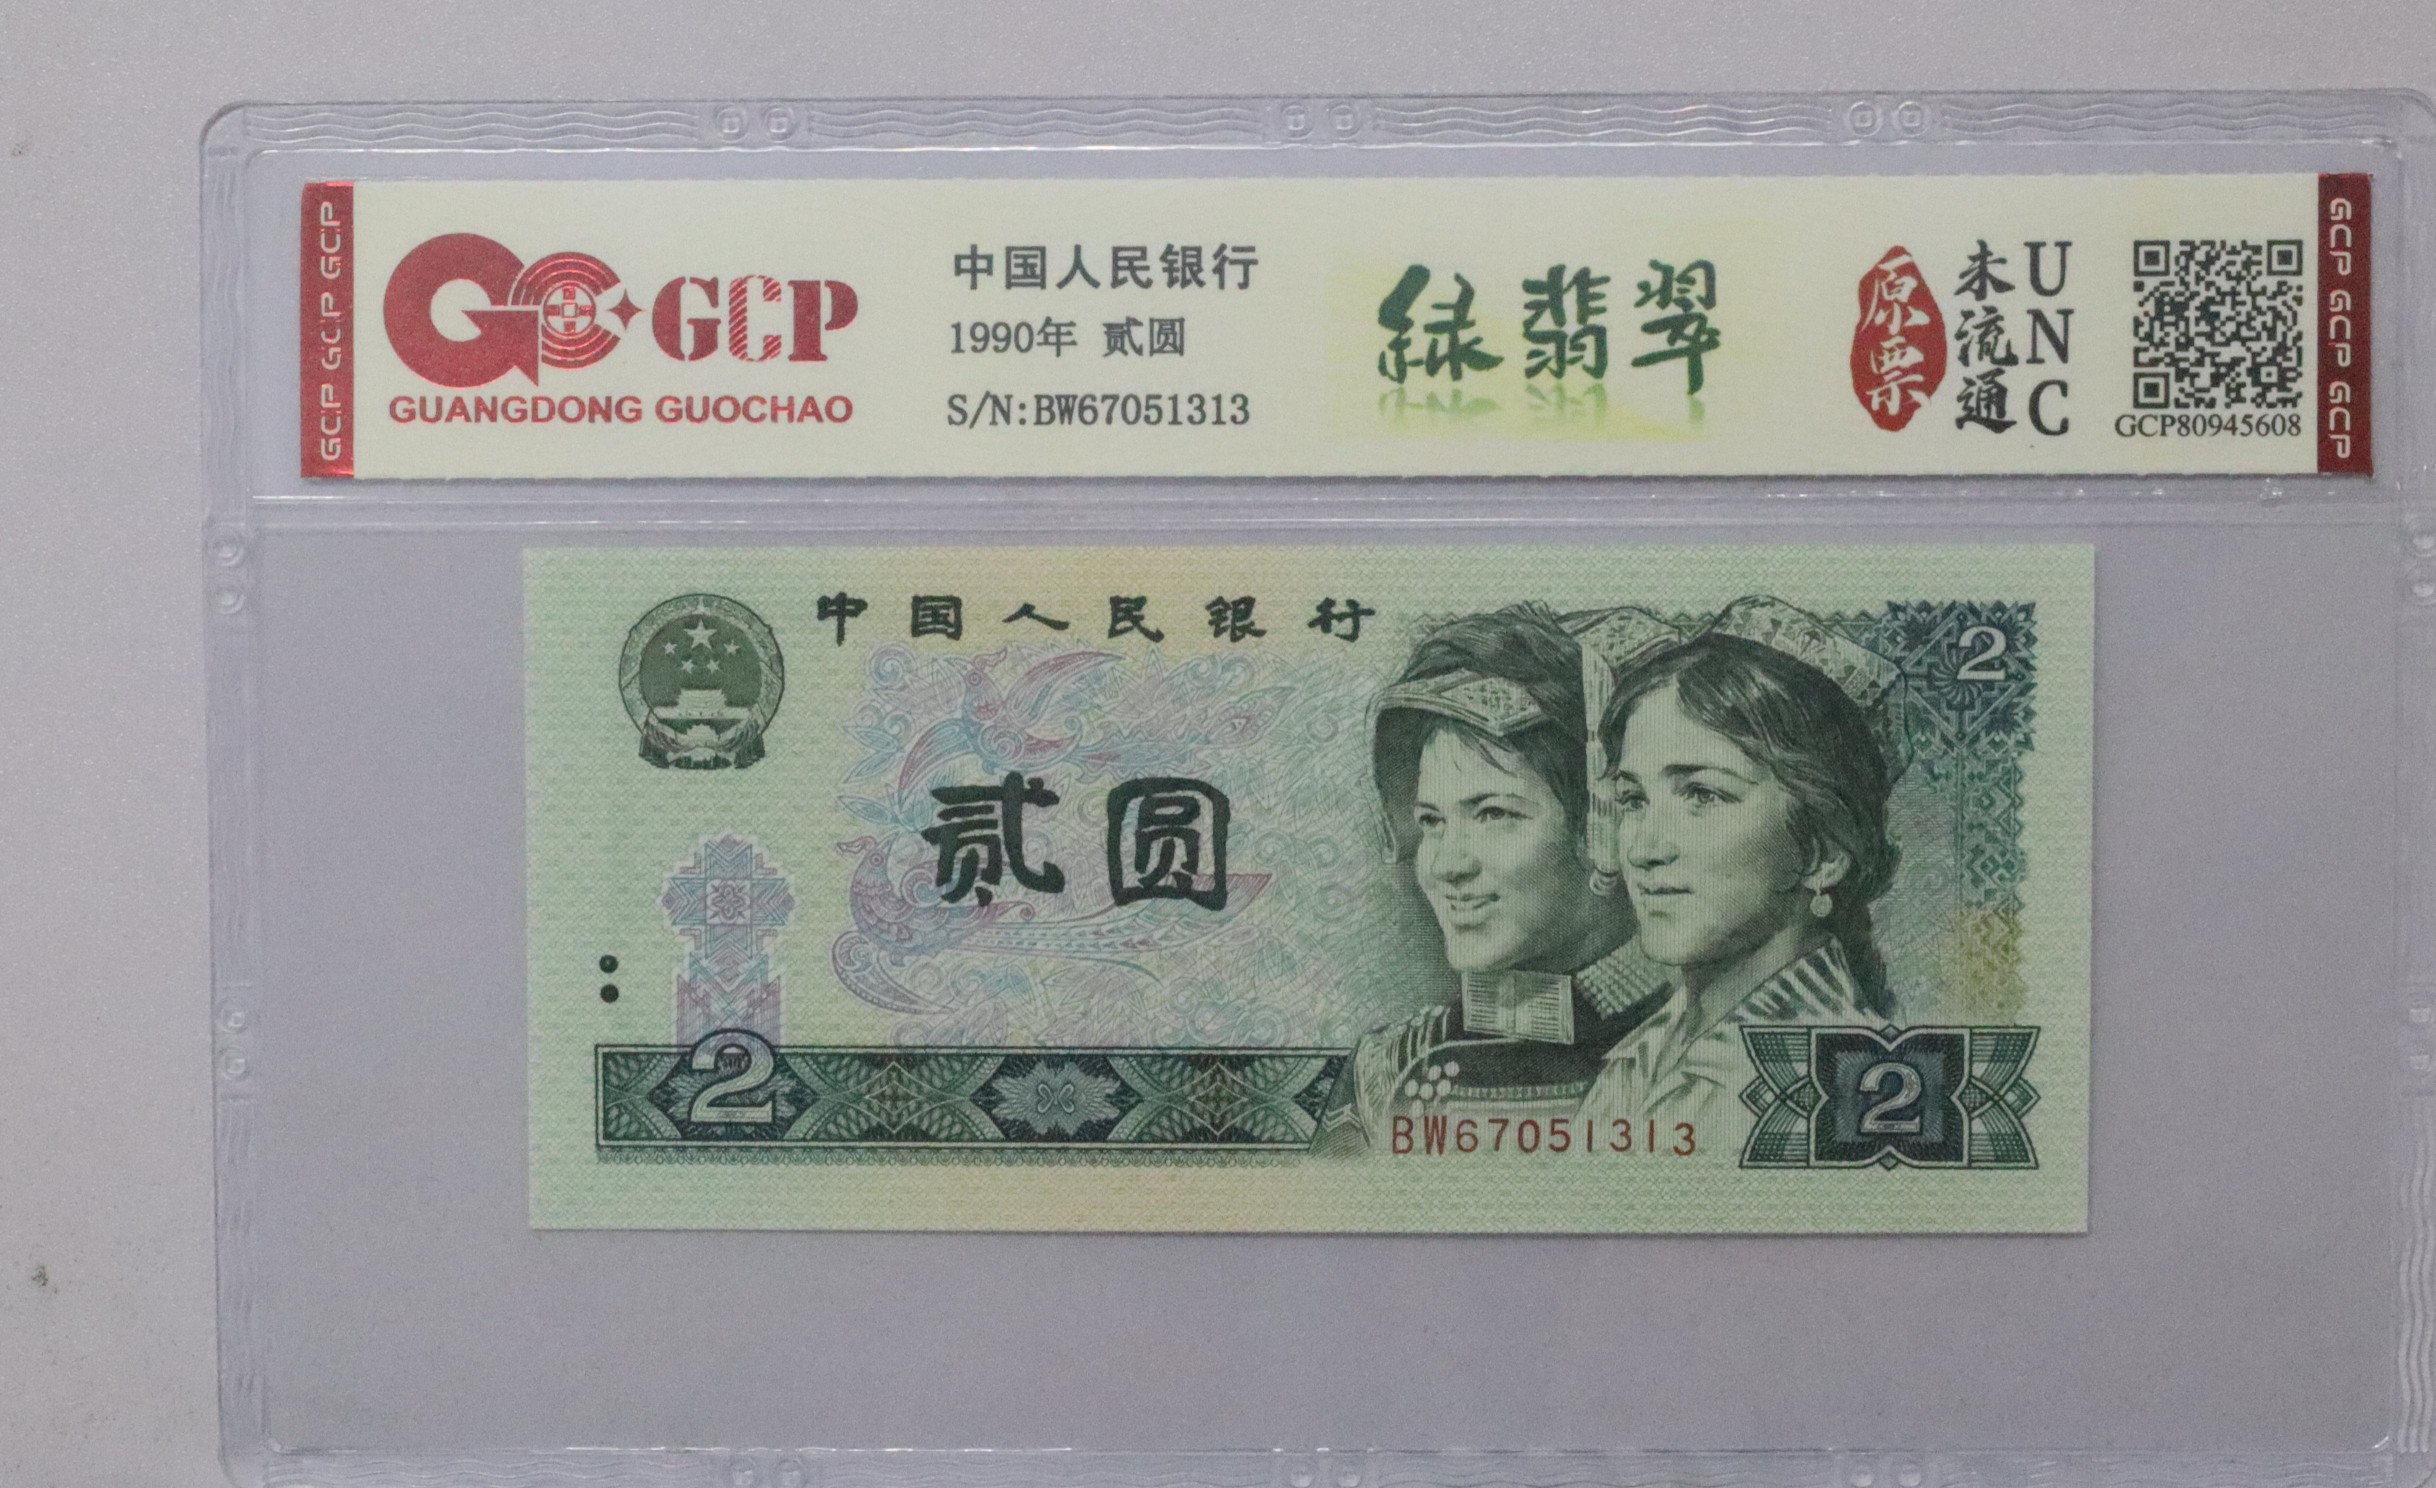 GCP GCP GCP
GCP
GUANGDONG GUOCHAO
中国人民银行
1990年 贰圆
S/N:BW67051313
绿翡翠
原票
未流通
UNC
GCP80945608
GCP GCP GCP
中国人民银行
2
贰圆
2
BW67051313
2